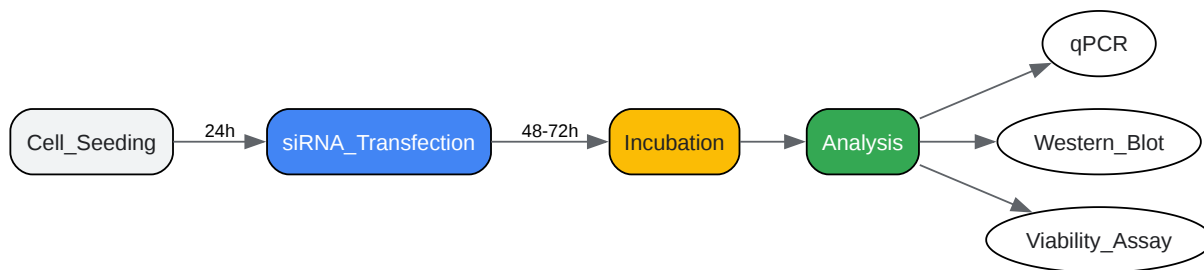 Cell_Seeding
24h
siRNA_Transfection
48-72h
Incubation
Analysis
qPCR
Western_Blot
Viability_Assay